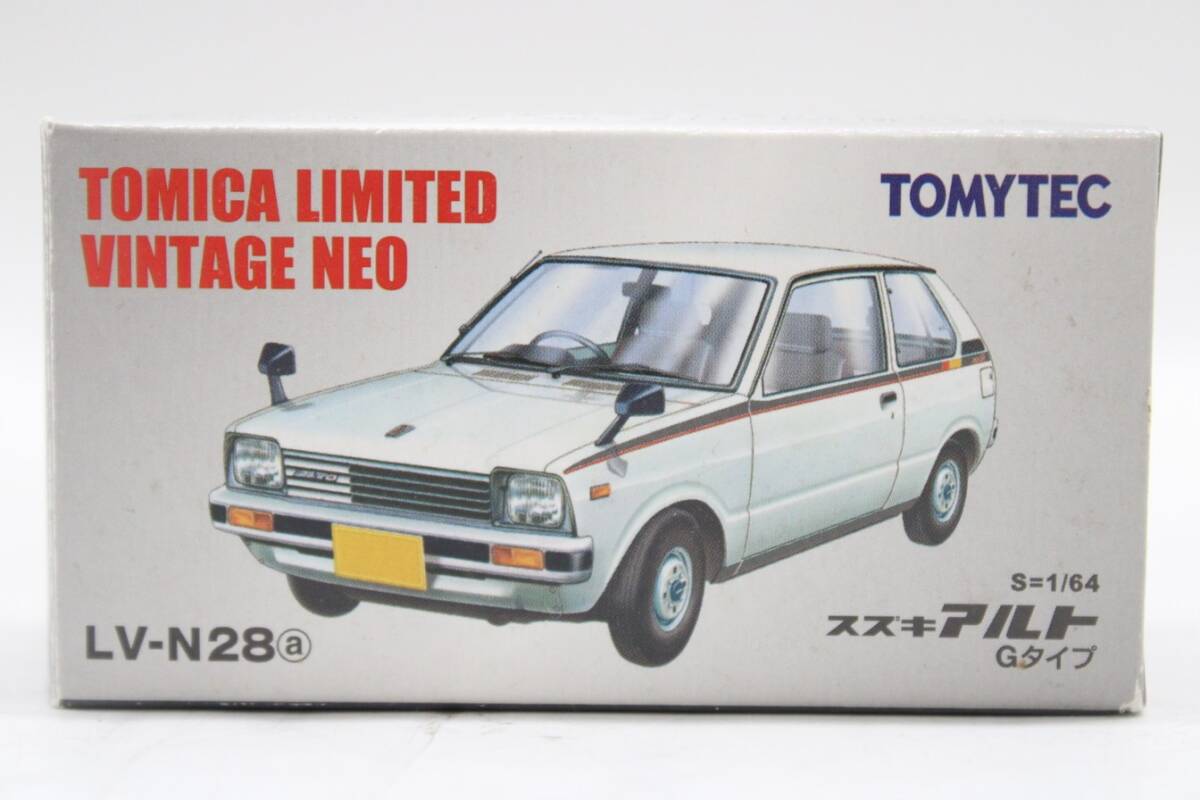 TOMICA LIMITED
VINTAGE NEO
TOMYTEC
S=1/64
LV-N28ⓐ
スズキアルト
Gタイプ